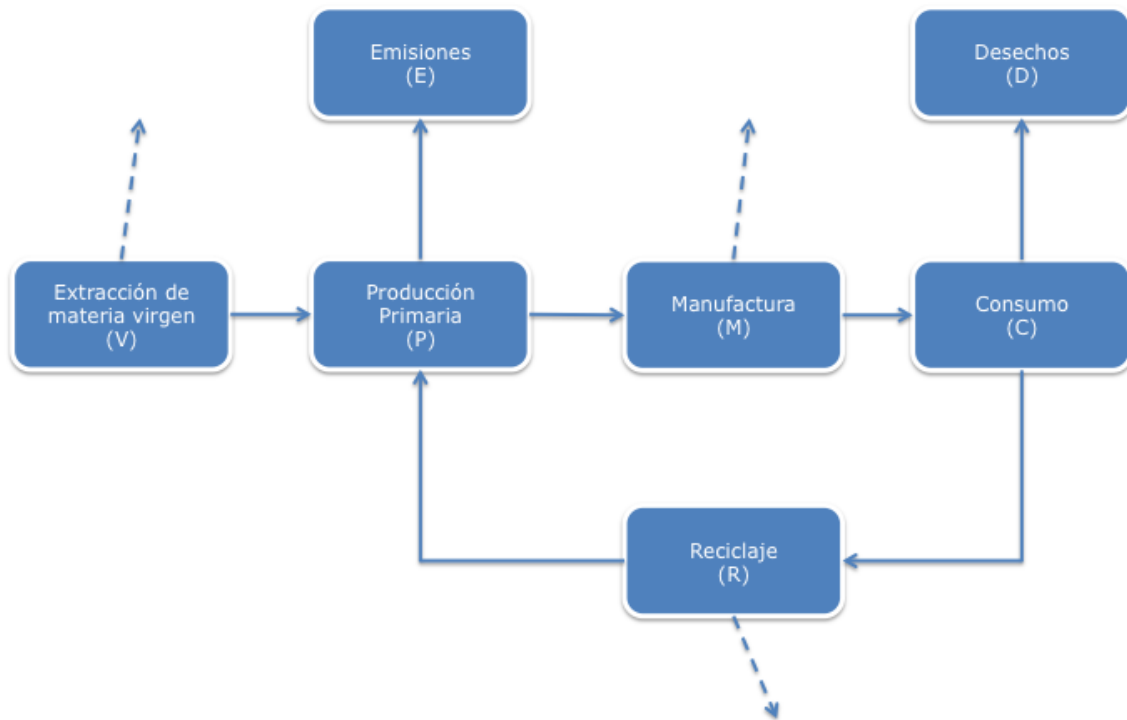 Emisiones
(E)
Desechos
(D)
Extracción de
materia virgen
(V)
Producción
Primaria
(P)
Manufactura
(M)
Consumo
(C)
Reciclaje
(R)